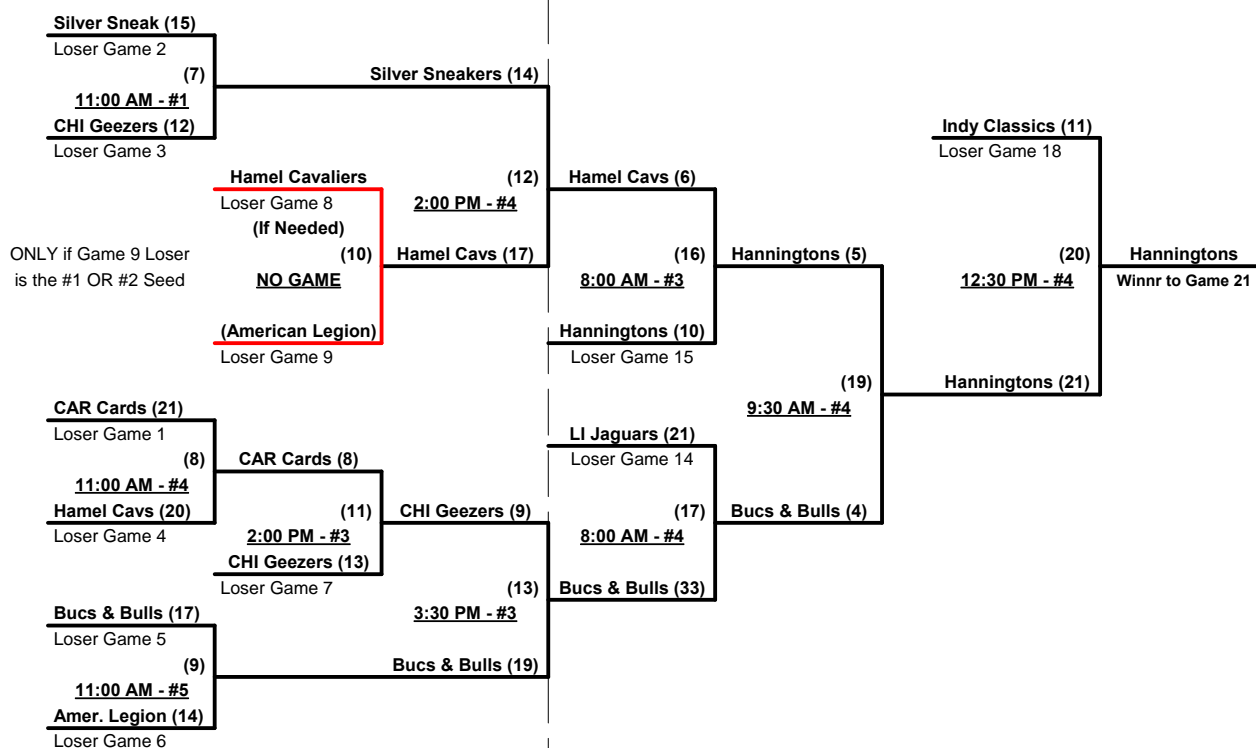 Silver Sneak (15)
Loser Game 2
(7)
11:00 AM - #1
CHI Geezers (12)
Loser Game 3
Silver Sneakers (14)
Hamel Cavaliers
Loser Game 8
(If Needed)
(10)
NO GAME
(American Legion)
Loser Game 9
ONLY if Game 9 Loser
is the #1 OR #2 Seed
(12)
2:00 PM - #4
Hamel Cavs (17)
Hamel Cavs (6)
(16)
8:00 AM - #3
Hanningtons (10)
Loser Game 15
Hanningtons (5)
CAR Cards (21)
Loser Game 1
(8)
11:00 AM - #4
Hamel Cavs (20)
Loser Game 4
CAR Cards (8)
(11)
2:00 PM - #3
CHI Geezers (13)
Loser Game 7
CHI Geezers (9)
Bucs & Bulls (17)
Loser Game 5
(9)
11:00 AM - #5
Amer. Legion (14)
Loser Game 6
(13)
3:30 PM - #3
Bucs & Bulls (19)
LI Jaguars (21)
Loser Game 14
(17)
8:00 AM - #4
Bucs & Bulls (33)
Bucs & Bulls (4)
(19)
9:30 AM - #4
Indy Classics (11)
Loser Game 18
(20)
12:30 PM - #4
Hanningtons (21)
Hanningtons
Winnr to Game 21